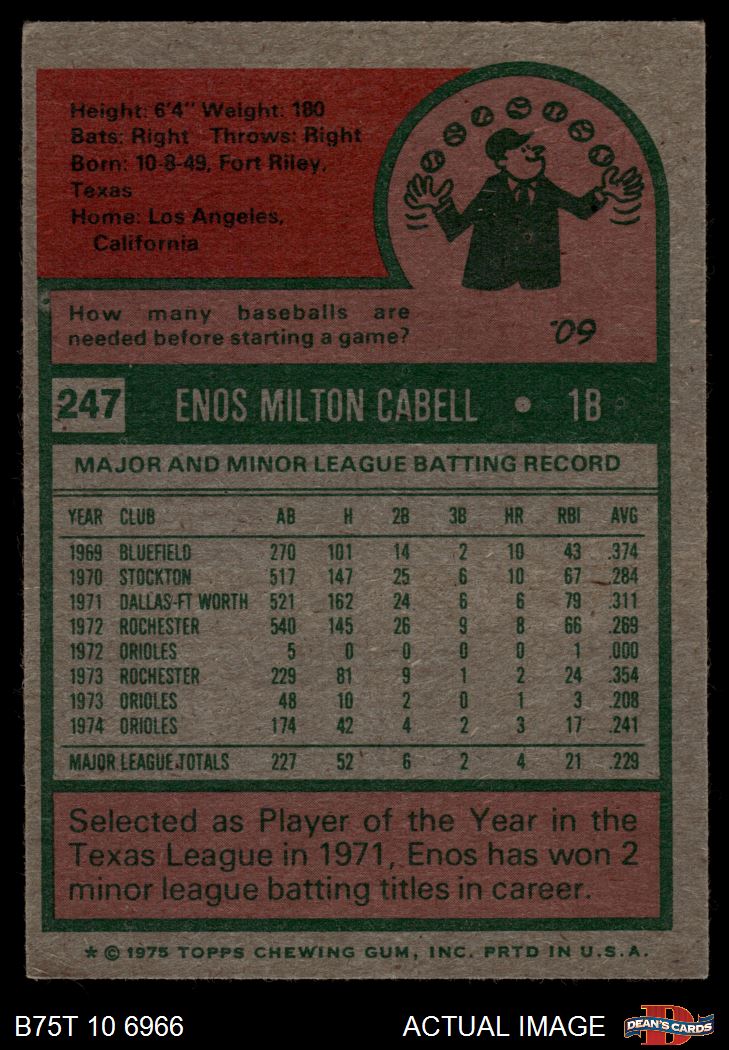 Height: 6'4" Weight: 180
Bats: Right Throws: Right
Born: 10-8-49, Fort Riley,
Texas
Home: Los Angeles,
California
How many baseballs are
needed before starting a game?
'09
247 ENOS MILTON CABELL • 1B
MAJOR AND MINOR LEAGUE BATTING RECORD
YEAR CLUB AB H 2B 3B HR RBI AVG
1969 BLUEFIELD 270 101 14 2 10 43 .374
1970 STOCKTON 517 147 25 6 10 67 .284
1971 DALLAS-FT WORTH 521 162 24 6 6 79 .311
1972 ROCHESTER 540 145 26 9 8 66 .269
1972 ORIOLES 5 0 0 0 0 1 .000
1973 ROCHESTER 229 81 9 1 2 24 .354
1973 ORIOLES 48 10 2 0 1 3 .208
1974 ORIOLES 174 42 4 2 3 17 .241
MAJOR LEAGUE TOTALS 227 52 6 2 4 21 .229
Selected as Player of the Year in the
Texas League in 1971, Enos has won 2
minor league batting titles in career.
* © 1975 TOPPS CHEWING GUM, INC. PRTD IN U.S.A.
B75T 10 6966 ACTUAL IMAGE DEAN'S CARDS